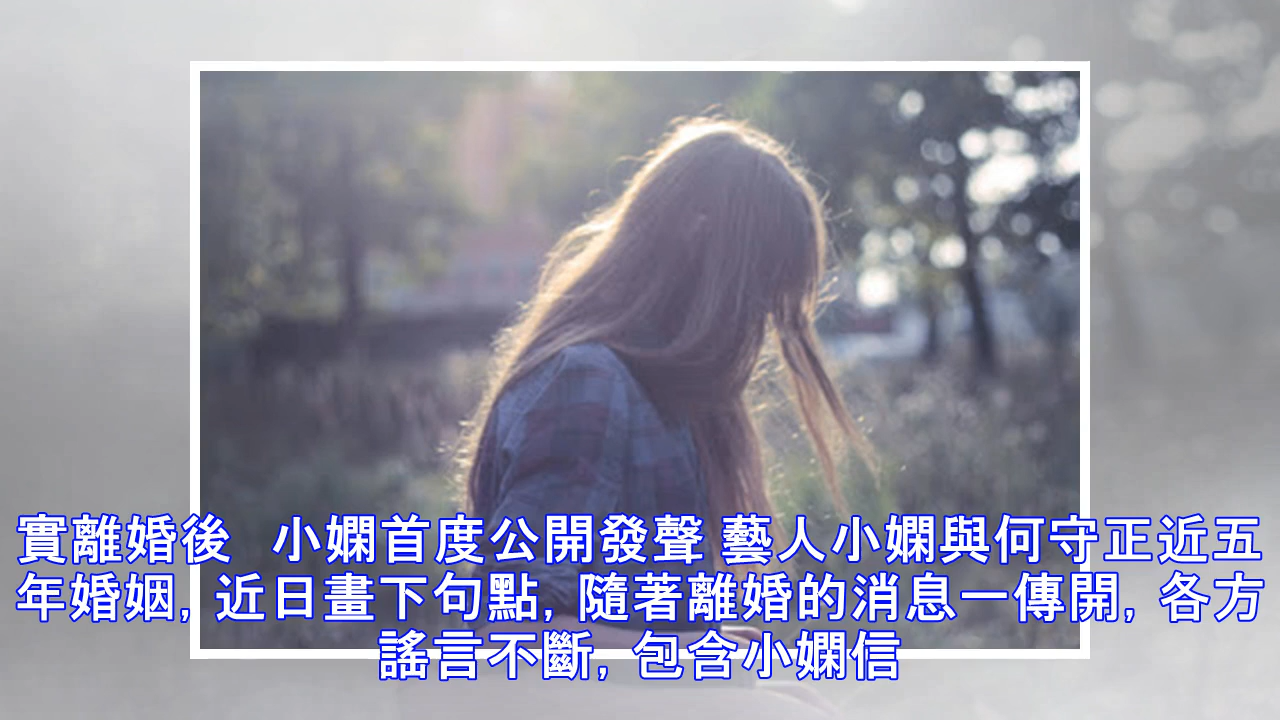 實離婚後 小嫻首度公開發聲 藝人小嫻與何守正近五
年婚姻, 近日畫下句點, 隨著離婚的消息一傳開, 各方
謠言不斷, 包含小嫻信